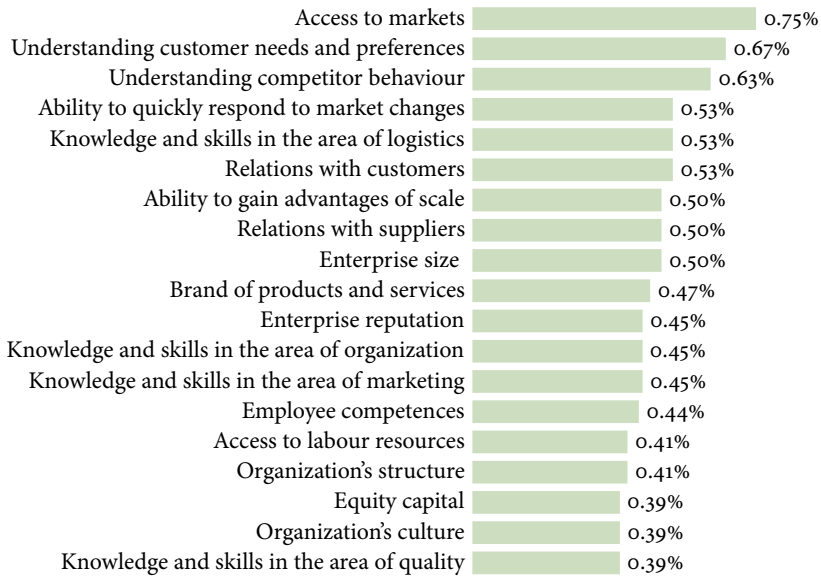 Access to markets 0.75%
Understanding customer needs and preferences 0.67%
Understanding competitor behaviour 0.63%
Ability to quickly respond to market changes 0.53%
Knowledge and skills in the area of logistics 0.53%
Relations with customers 0.53%
Ability to gain advantages of scale 0.50%
Relations with suppliers 0.50%
Enterprise size 0.50%
Brand of products and services 0.47%
Enterprise reputation 0.45%
Knowledge and skills in the area of organization 0.45%
Knowledge and skills in the area of marketing 0.45%
Employee competences 0.44%
Access to labour resources 0.41%
Organization's structure 0.41%
Equity capital 0.39%
Organization's culture 0.39%
Knowledge and skills in the area of quality 0.39%